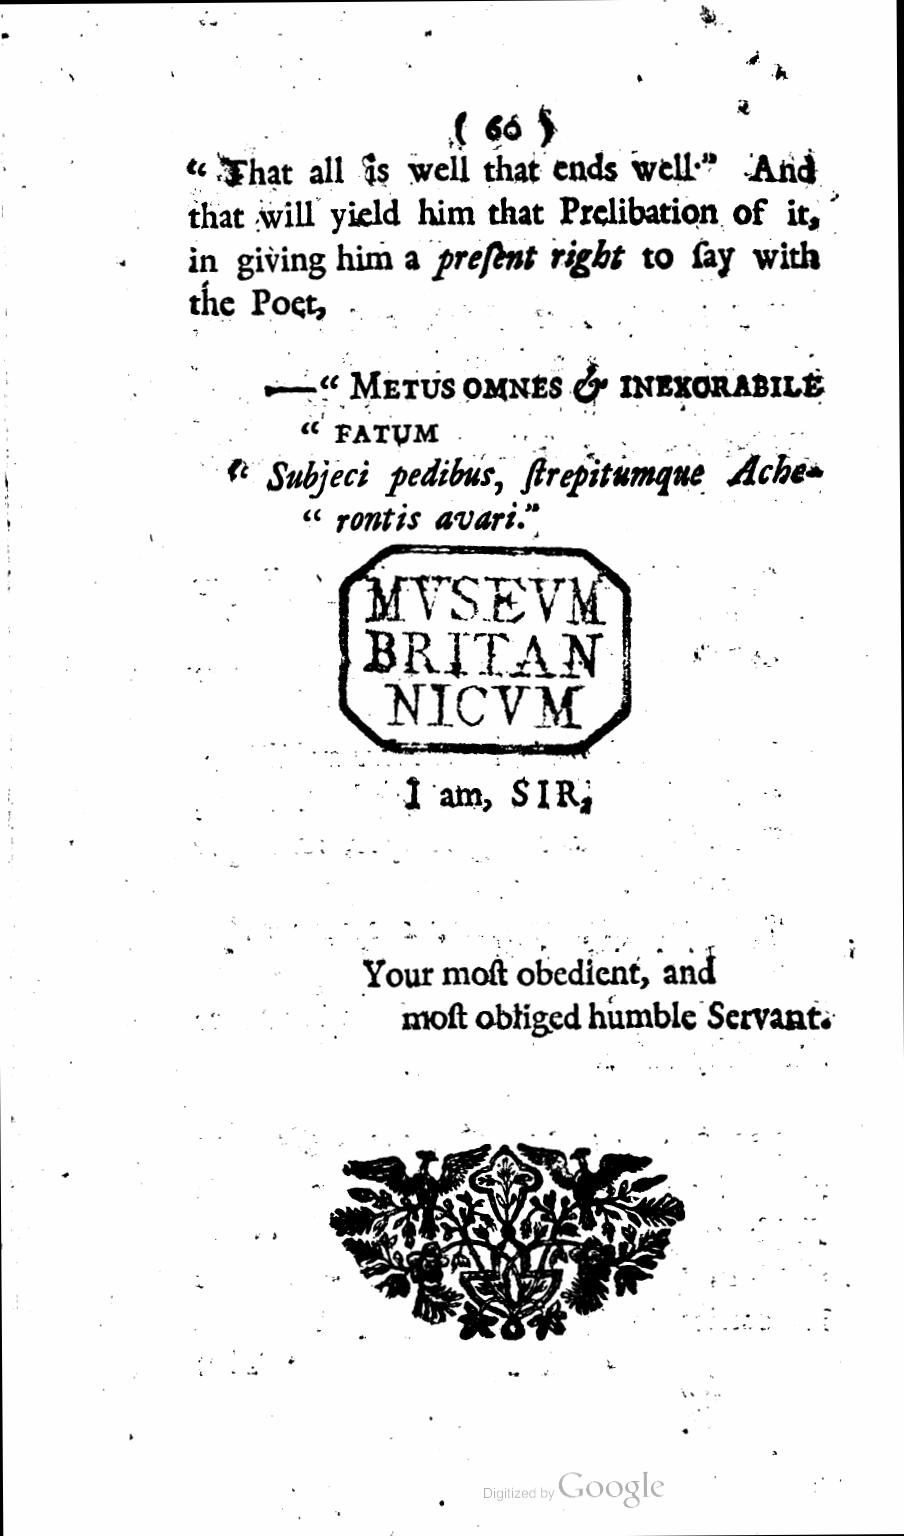 ( 60 )
“ That all is well that ends well.” And
that will yield him that Prelibation of it,
in giving him a preſent right to ſay with
the Poet,
—“ METUS OMNES & INEXORABILE
“ FATUM
“ Subjeci pedibus, ſtrepitumque Ache-
“ rontis avari.”
MVSEVM
BRITAN
NICVM
I am, SIR,
Your moſt obedient, and
moſt obliged humble Servant.
Digitized by Google